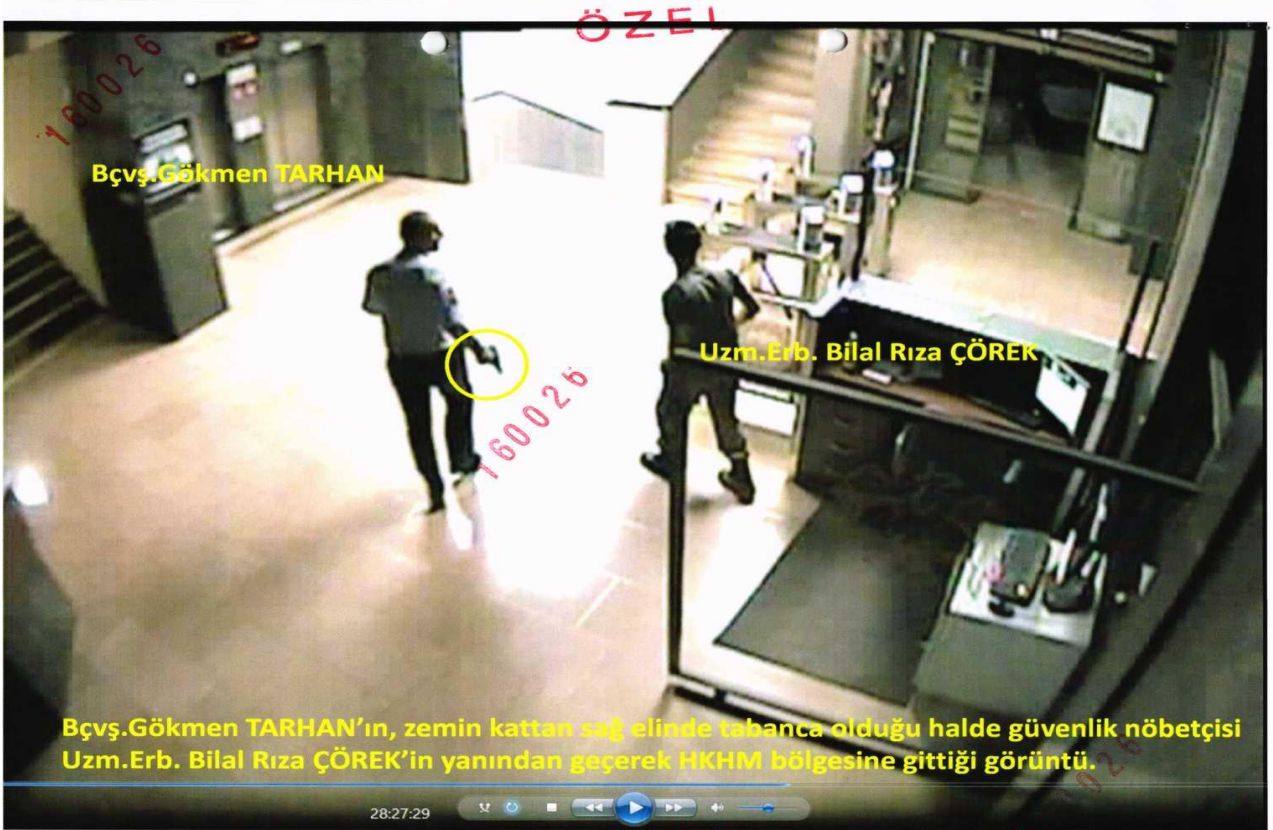 ÖZEL
160026
Bçvş.Gökmen TARHAN
Uzm.Erb. Bilal Rıza ÇÖREK
160026
Bçvş.Gökmen TARHAN’ın, zemin kattan sağ elinde tabanca olduğu halde güvenlik nöbetçisi
Uzm.Erb. Bilal Rıza ÇÖREK’in yanından geçerek HKHM bölgesine gittiği görüntü.
160026
28:27:29